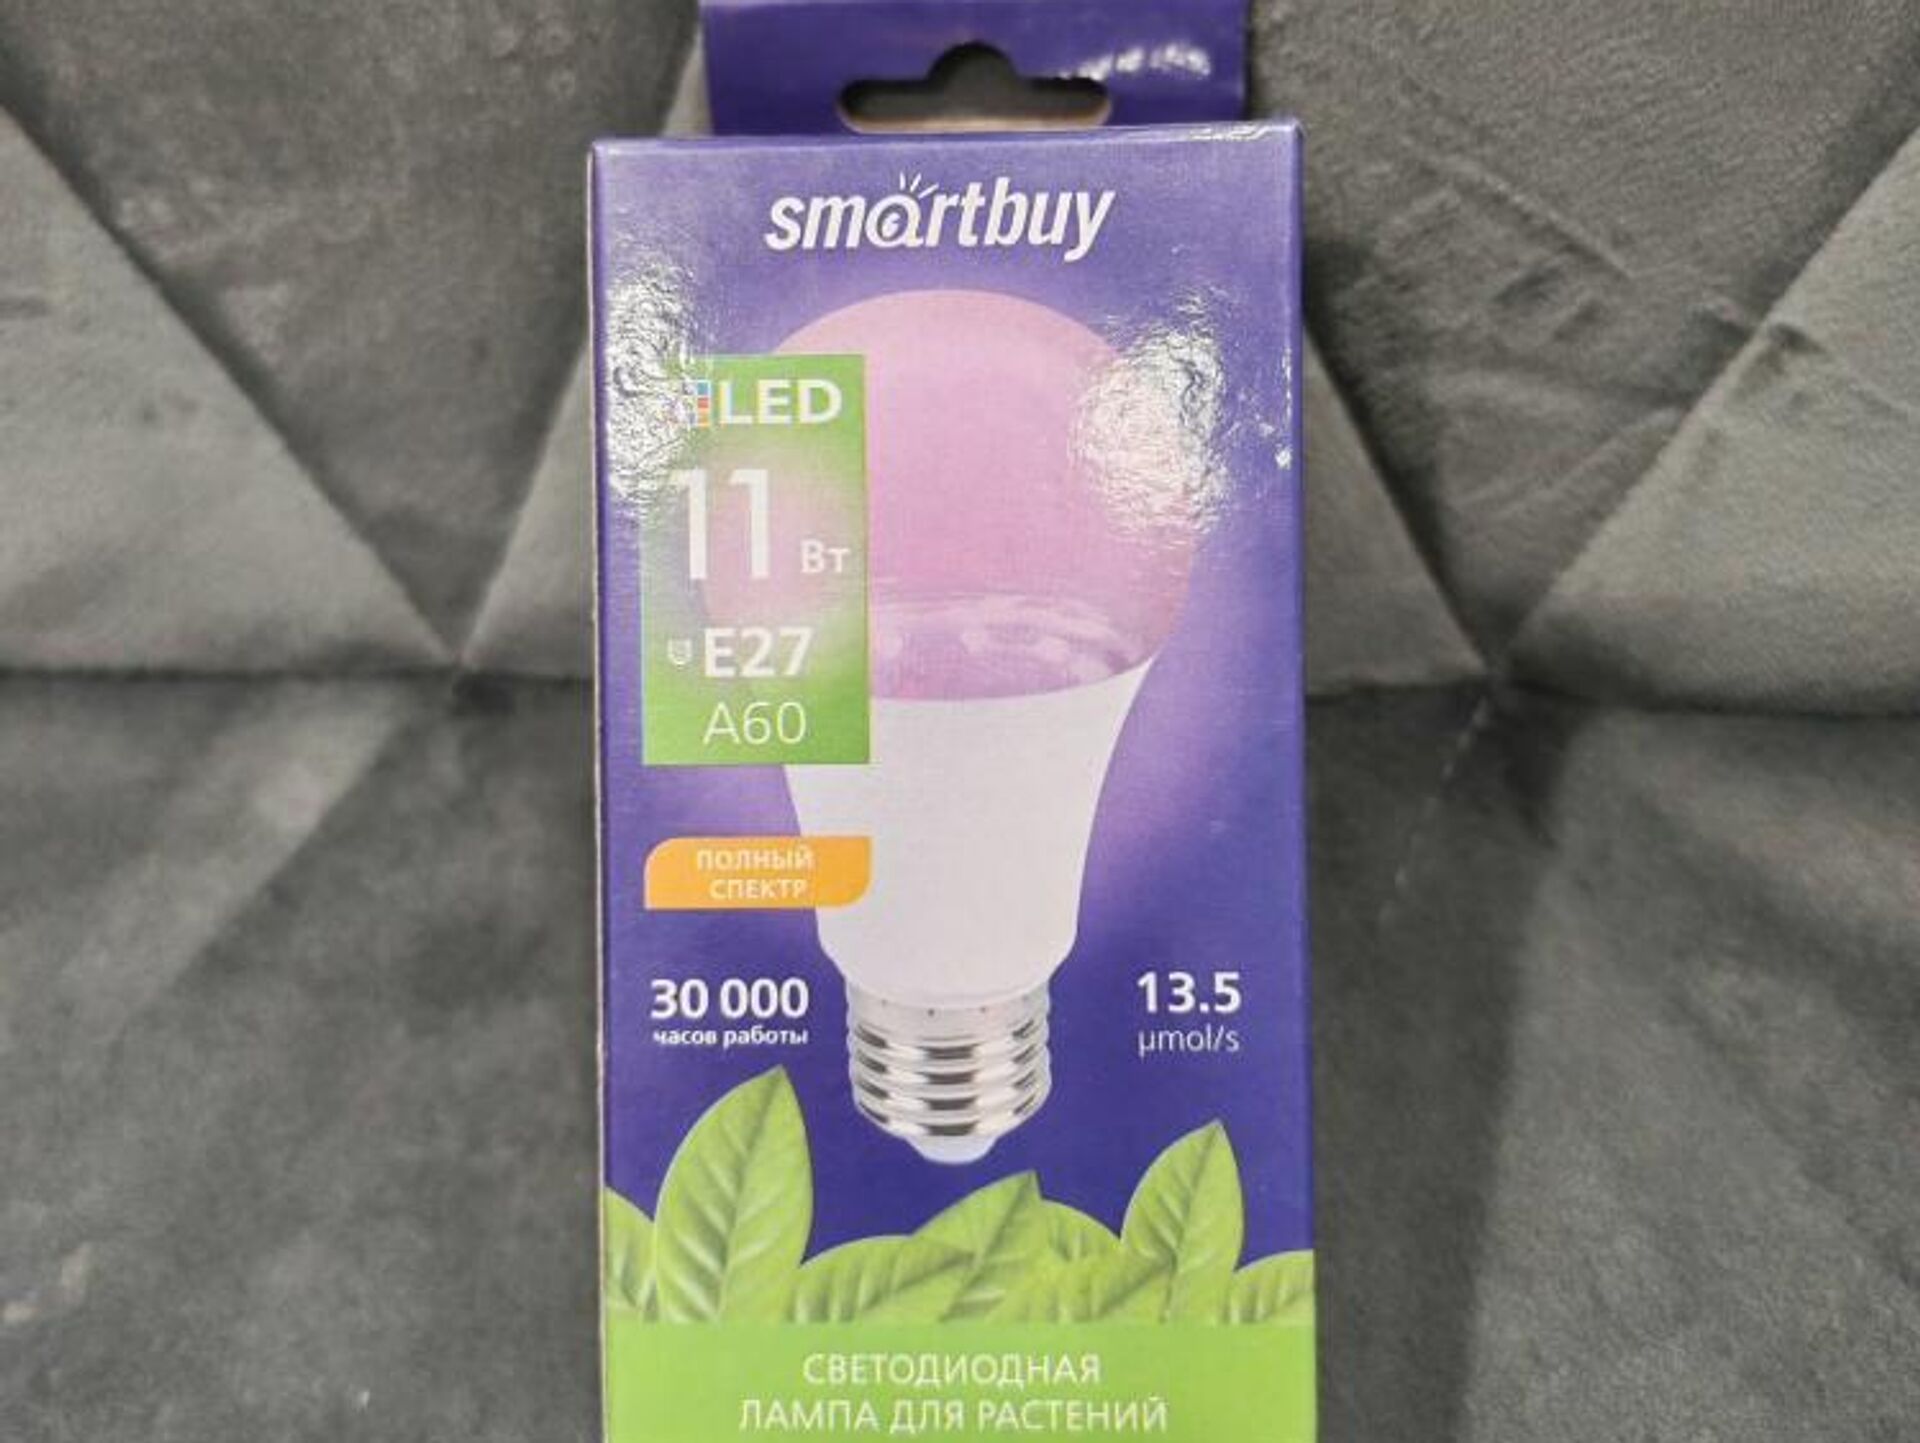 smartbuy
LED
11 Вт
E27
A60
ПОЛНЫЙ
СПЕКТР
30 000
часов работы
13.5
µmol/s
СВЕТОДИОДНАЯ
ЛАМПА ДЛЯ РАСТЕНИЙ